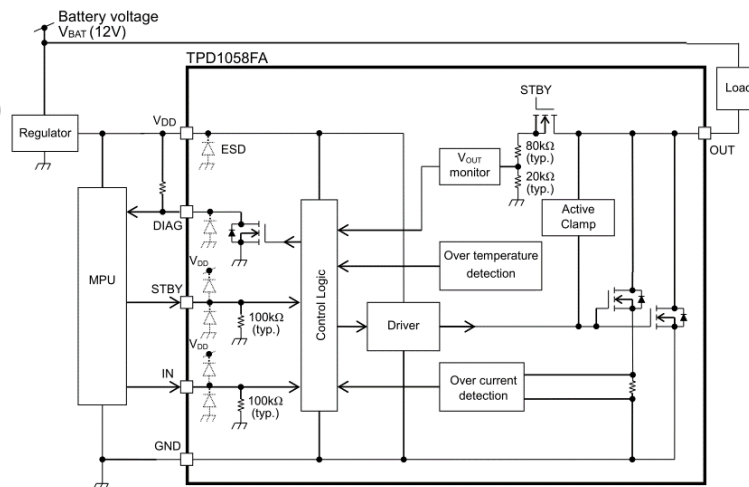 Battery voltage
VBAT (12V)
TPD1058FA
STBY
Load
Regulator
VDD
ESD
80kΩ
(typ.)
OUT
VOUT
monitor
20kΩ
(typ.)
DIAG
Active
Clamp
MPU
VDD
Over temperature
detection
STBY
100kΩ
(typ.)
Control Logic
Driver
VDD
IN
100kΩ
(typ.)
Over current
detection
GND